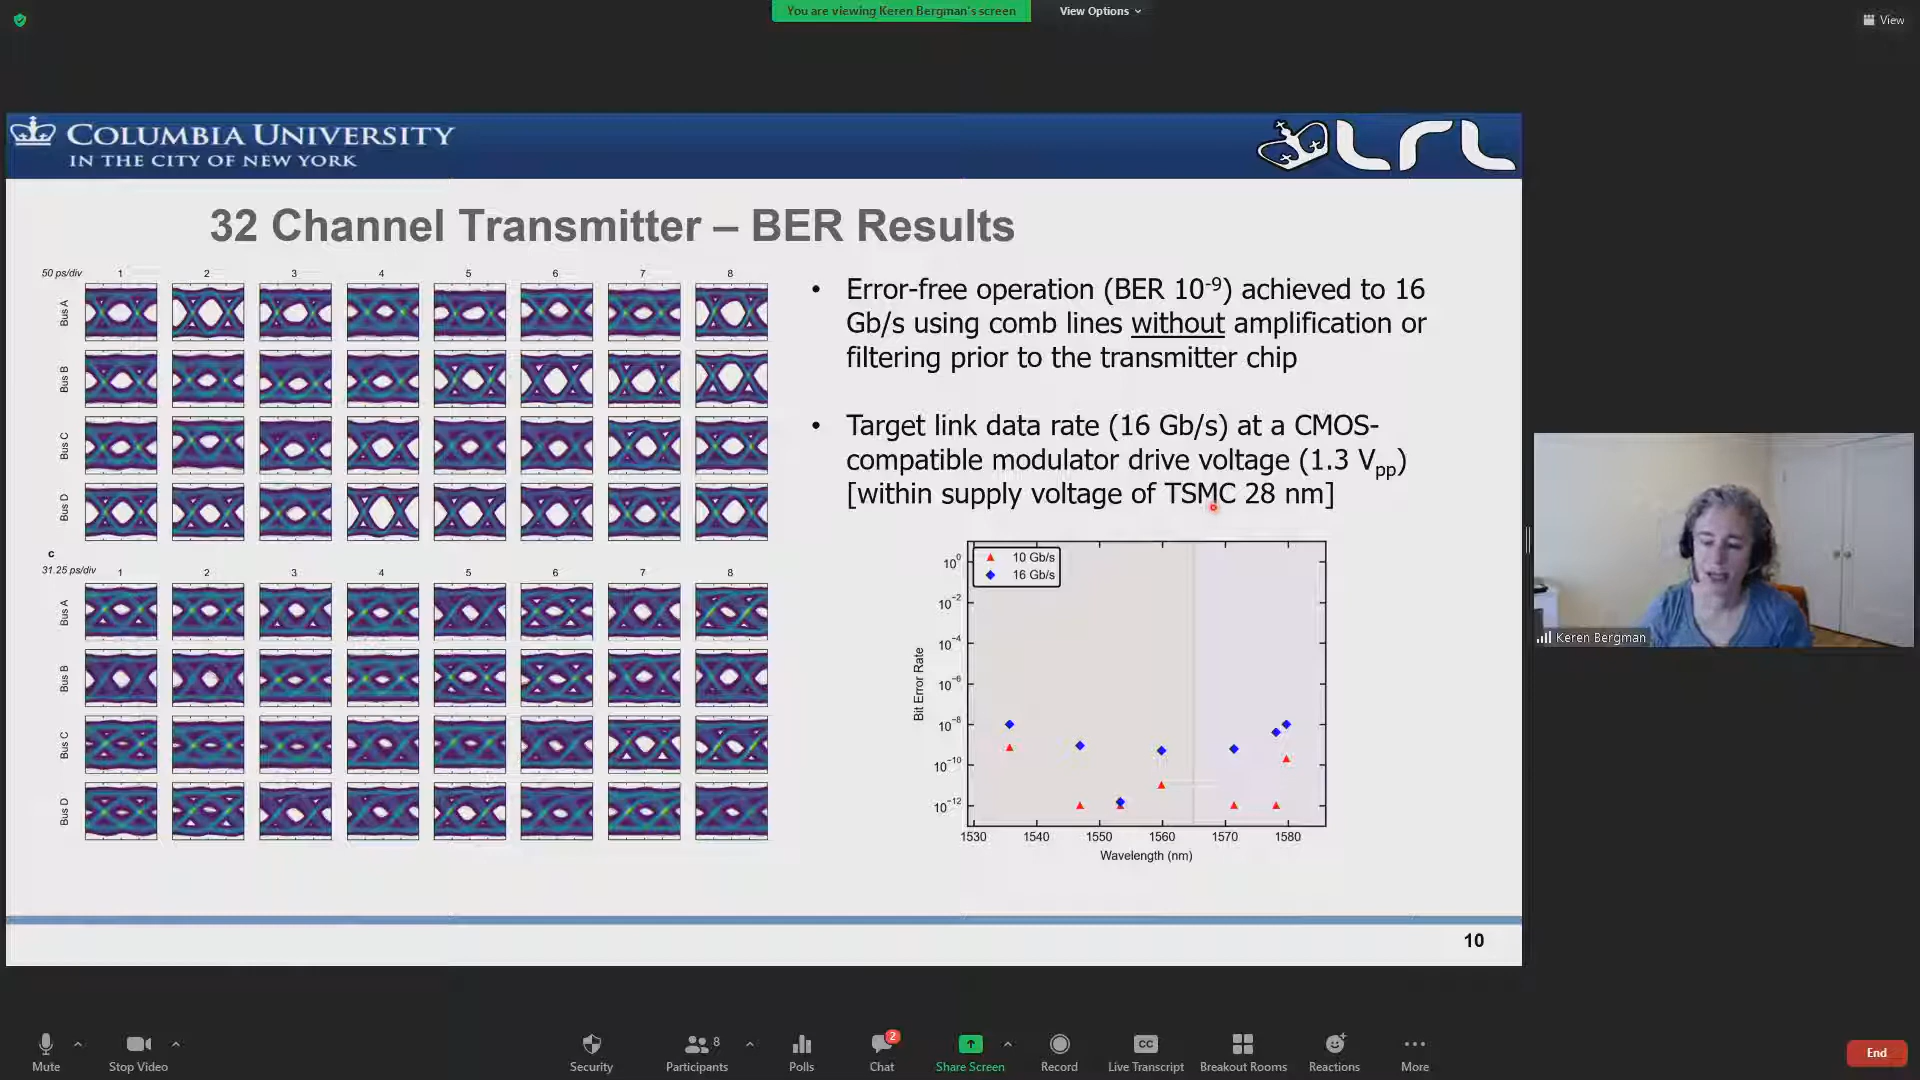 You are viewing Keren Bergman's screen
View Options
View
COLUMBIA UNIVERSITY
IN THE CITY OF NEW YORK
LRL
32 Channel Transmitter – BER Results
50 ps/div
1 2 3 4 5 6 7 8
Bus A
Bus B
Bus C
Bus D
c
31.25 ps/div
1 2 3 4 5 6 7 8
Bus A
Bus B
Bus C
Bus D
• Error-free operation (BER 10⁻⁹) achieved to 16
Gb/s using comb lines without amplification or
filtering prior to the transmitter chip
• Target link data rate (16 Gb/s) at a CMOS-
compatible modulator drive voltage (1.3 Vpp)
[within supply voltage of TSMC 28 nm]
10 Gb/s
16 Gb/s
Bit Error Rate
10⁰
10⁻²
10⁻⁴
10⁻⁶
10⁻⁸
10⁻¹⁰
10⁻¹²
1530 1540 1550 1560 1570 1580
Wavelength (nm)
10
Keren Bergman
Mute
Stop Video
Security
8
Participants
Polls
2
Chat
Share Screen
Record
CC
Live Transcript
Breakout Rooms
Reactions
More
End